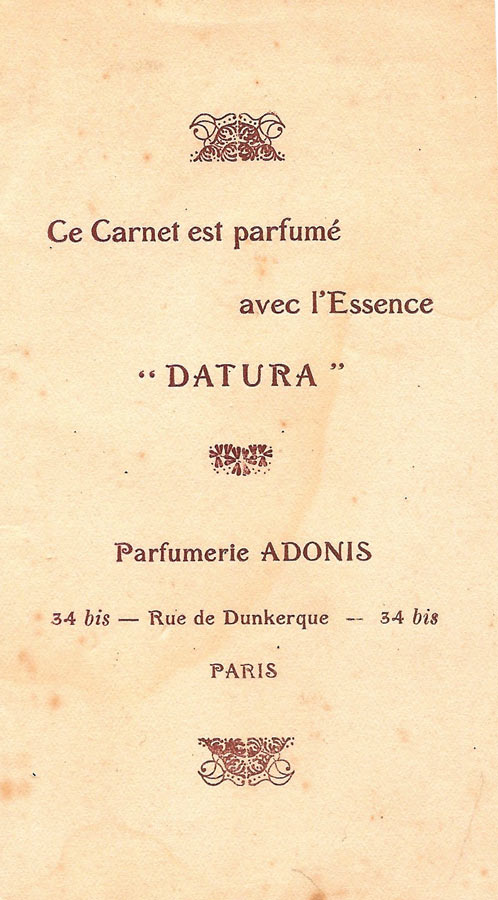 Ce Carnet est parfumé
avec l'Essence
“ DATURA ”
Parfumerie ADONIS
34 bis — Rue de Dunkerque — 34 bis
PARIS